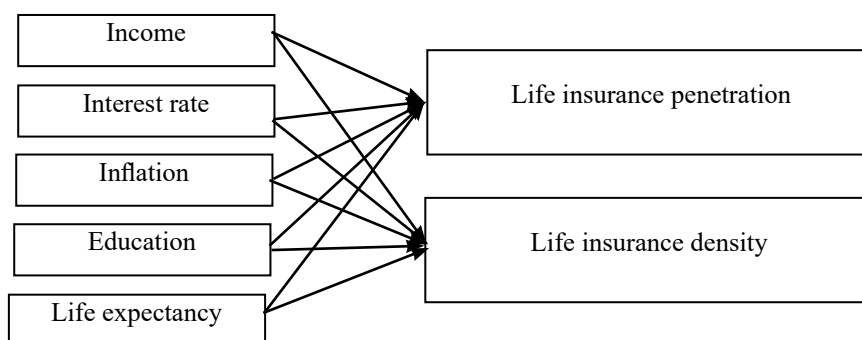 Income
Interest rate
Inflation
Education
Life expectancy
Life insurance penetration
Life insurance density